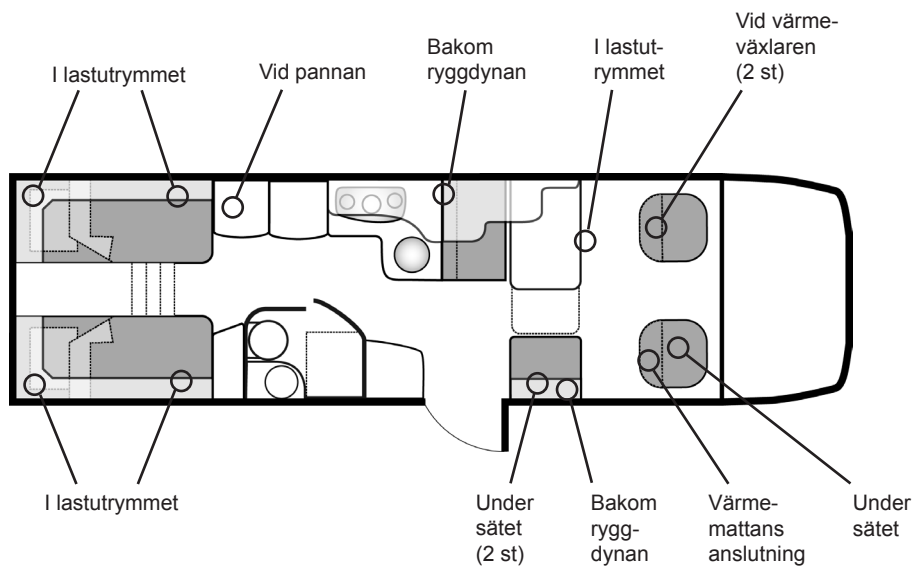 I lastutrymmet
Vid pannan
Bakom
ryggdynan
I lastut-
rymmet
Vid värme-
växlaren
(2 st)
I lastutrymmet
Under
sätet
(2 st)
Bakom
rygg-
dynan
Värme-
mattans
anslutning
Under
sätet